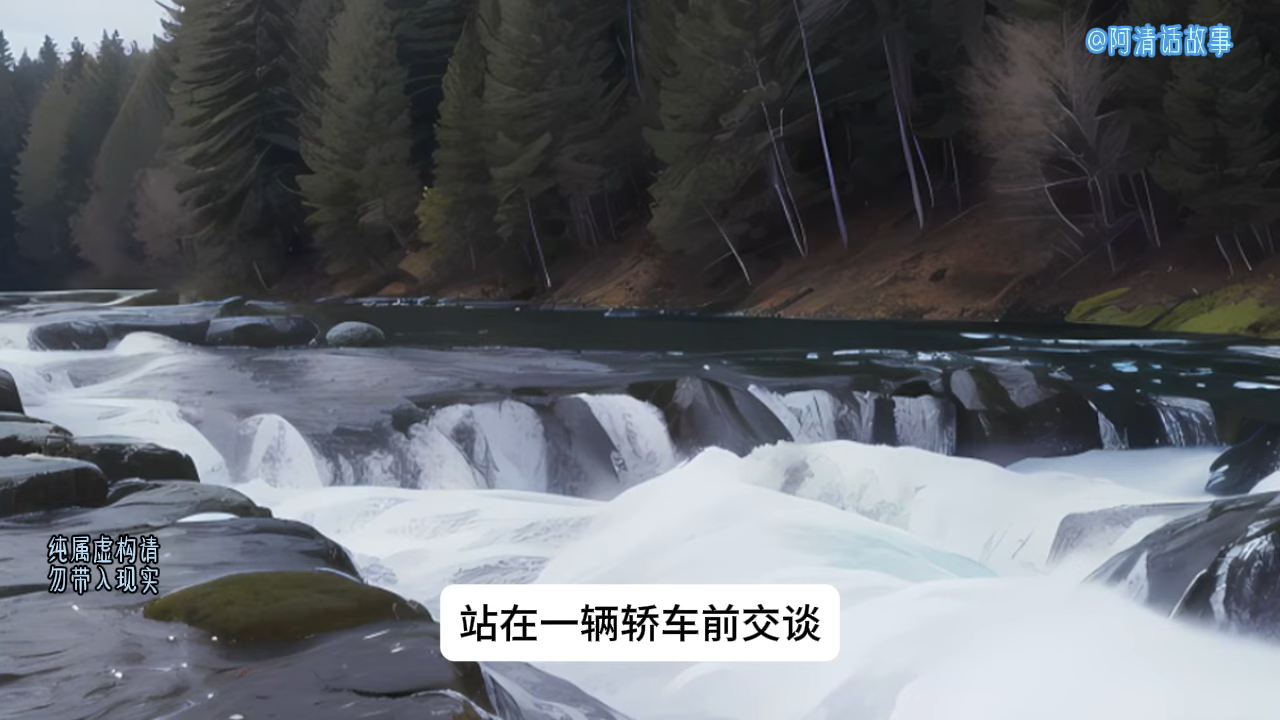 @阿清话故事
纯属虚构请
勿带入现实
站在一辆轿车前交谈